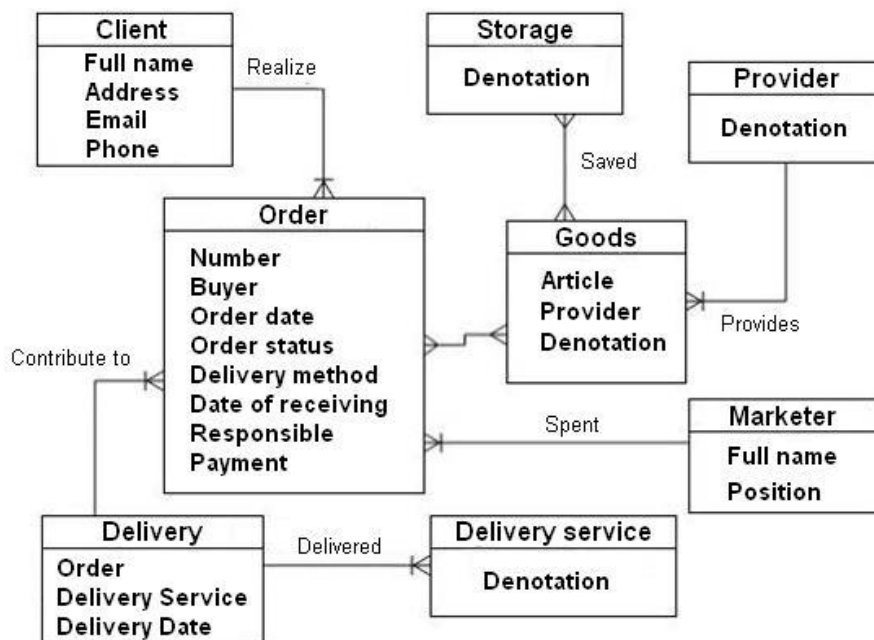 Client
Full name
Address
Email
Phone
Realize
Storage
Denotation
Provider
Denotation
Saved
Order
Number
Buyer
Order date
Order status
Delivery method
Date of receiving
Responsible
Payment
Goods
Article
Provider
Denotation
Provides
Contribute to
Spent
Marketer
Full name
Position
Delivery
Order
Delivery Service
Delivery Date
Delivered
Delivery service
Denotation